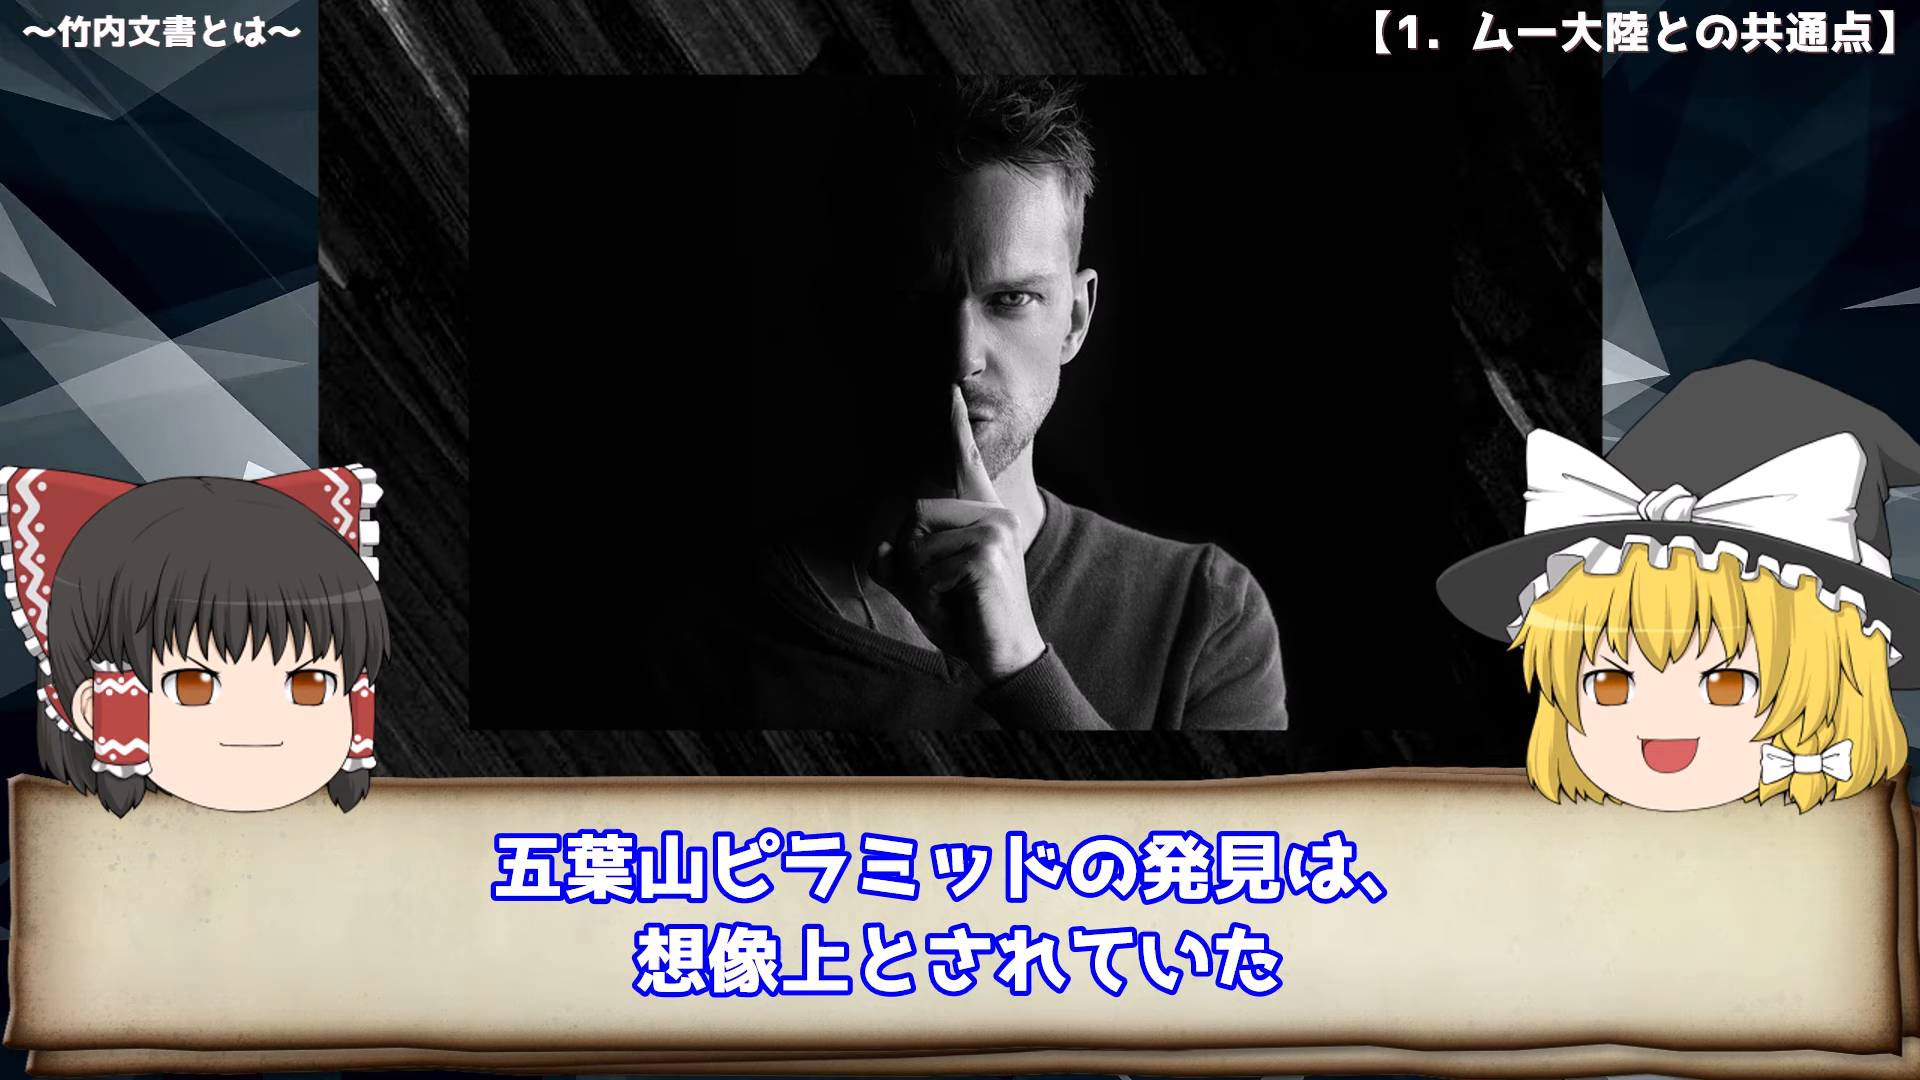 ～竹内文書とは～
【1．ムー大陸との共通点】
五葉山ピラミッドの発見は、
想像上とされていた